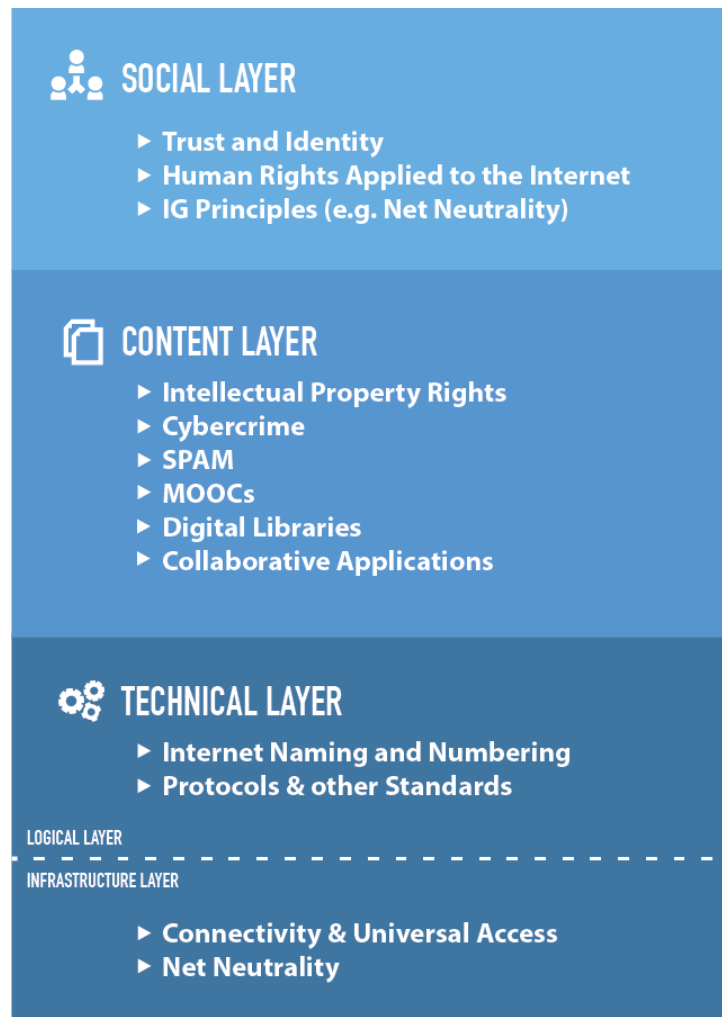 SOCIAL LAYER
Trust and Identity
Human Rights Applied to the Internet
IG Principles (e.g. Net Neutrality)
CONTENT LAYER
Intellectual Property Rights
Cybercrime
SPAM
MOOCs
Digital Libraries
Collaborative Applications
TECHNICAL LAYER
Internet Naming and Numbering
Protocols & other Standards
LOGICAL LAYER
INFRASTRUCTURE LAYER
Connectivity & Universal Access
Net Neutrality